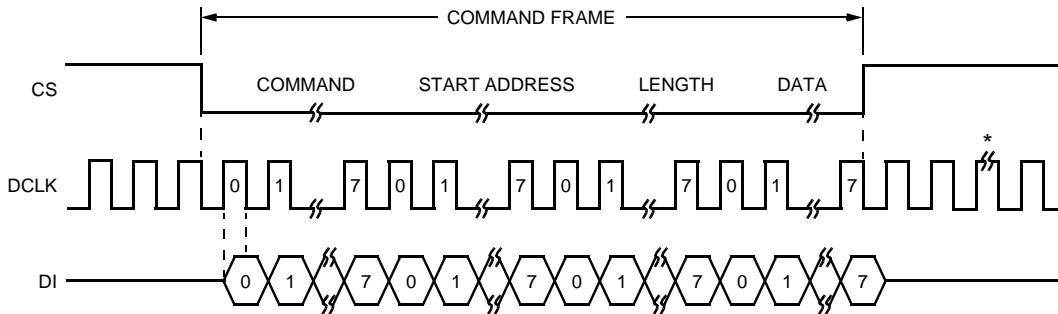 COMMAND FRAME
CS
COMMAND START ADDRESS LENGTH DATA
*
DCLK 0 1 7 0 1 7 0 1 7 0 1 7
DI 0 1 7 0 1 7 0 1 7 0 1 7